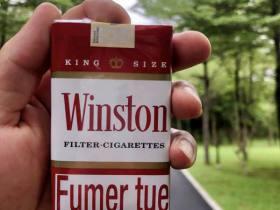 KING SIZE
Winston
FILTER-CIGARETTES
Fumer tue